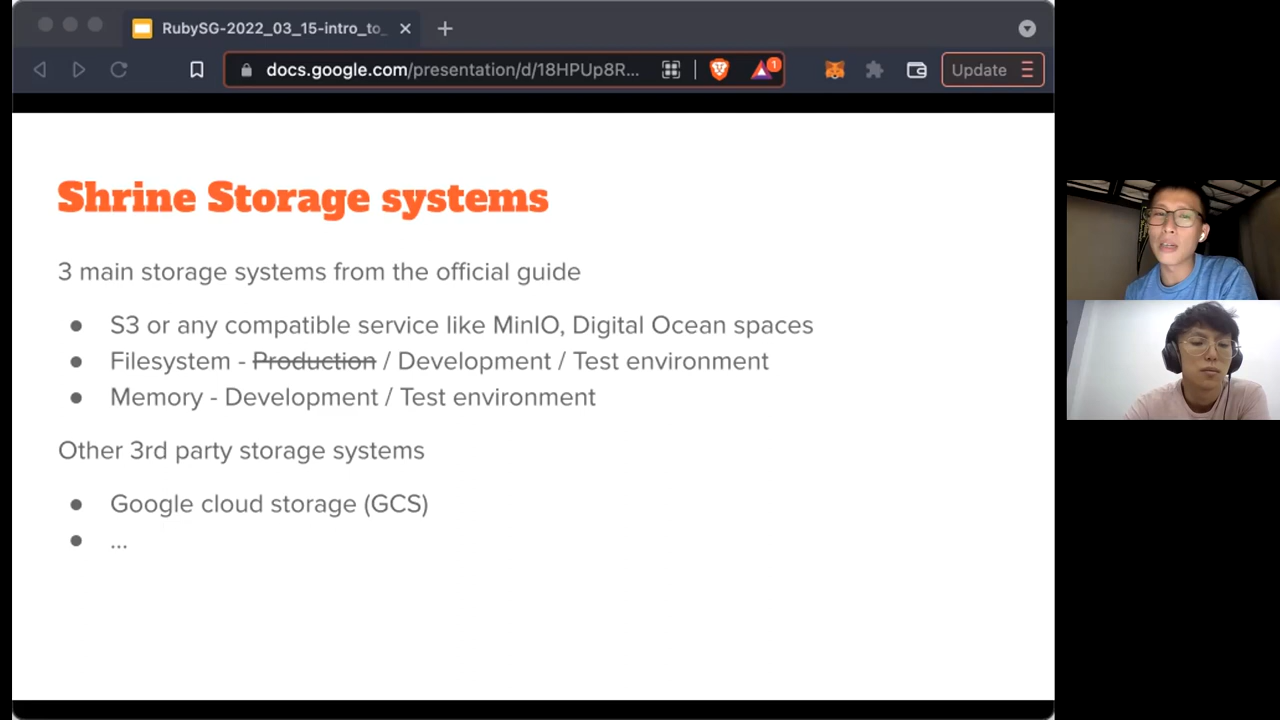 RubySG-2022_03_15-intro_to_
docs.google.com/presentation/d/18HPUp8R...
1
Update
Shrine Storage systems
3 main storage systems from the official guide
● S3 or any compatible service like MinIO, Digital Ocean spaces
● Filesystem - Production / Development / Test environment
● Memory - Development / Test environment
Other 3rd party storage systems
● Google cloud storage (GCS)
● ...